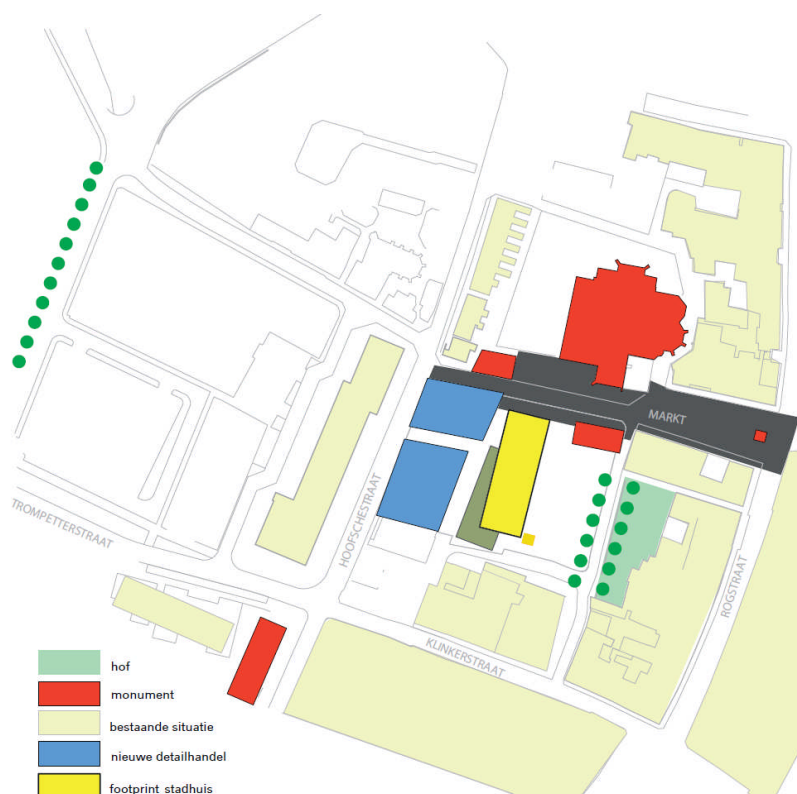 MARKT
HOOFSCHESTRAAT
TROMPETTERSTRAAT
ROGSTRAAT
KLINKERSTRAAT
hof
monument
bestaande situatie
nieuwe detailhandel
footprint stadhuis